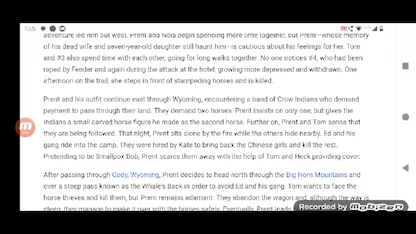 7:55
adventure led him out west. Prent and Nola begin spending more time together, but Prent—whose memory
of his dead wife and seven-year-old daughter still haunt him—is cautious about his feelings for her. Tom
and #3 also spend time with each other, going for long walks together. No one notices #4, who had been
raped by Fender and again during the attack at the hotel, growing more depressed and withdrawn. One
afternoon on the trail, she steps in front of stampeding horses and is killed.
Prent and his outfit continue east through Wyoming, encountering a band of Crow Indians who demand
payment to pass through their land. They demand two horses. Prent insists on only one, but gives the
Indians a small carved horse figure he made as the second horse. Further on, Prent and Tom sense that
they are being followed. That night, Prent sits alone by the fire while the others hide nearby. Ed and his
gang ride into the camp. They were hired by Kate to bring back the Chinese girls and kill the rest.
Pretending to be Smallpox Bob, Prent scares them away with the help of Tom and Heck providing cover.
After passing through Cody, Wyoming, Prent decides to head north through the Big Horn Mountains and
over a steep pass known as the Whale's Back in order to avoid Ed and his gang. Tom wants to face the
horse thieves and kill them, but Prent remains adamant. They abandon the wagon and, although the way is
steep, they manage to make it over with the horses safely. Eventually, Prent leads
Recorded by
MOBIZEN